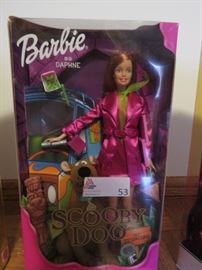 Barbie
as
DAPHNE
53
SCOOBY
DOO